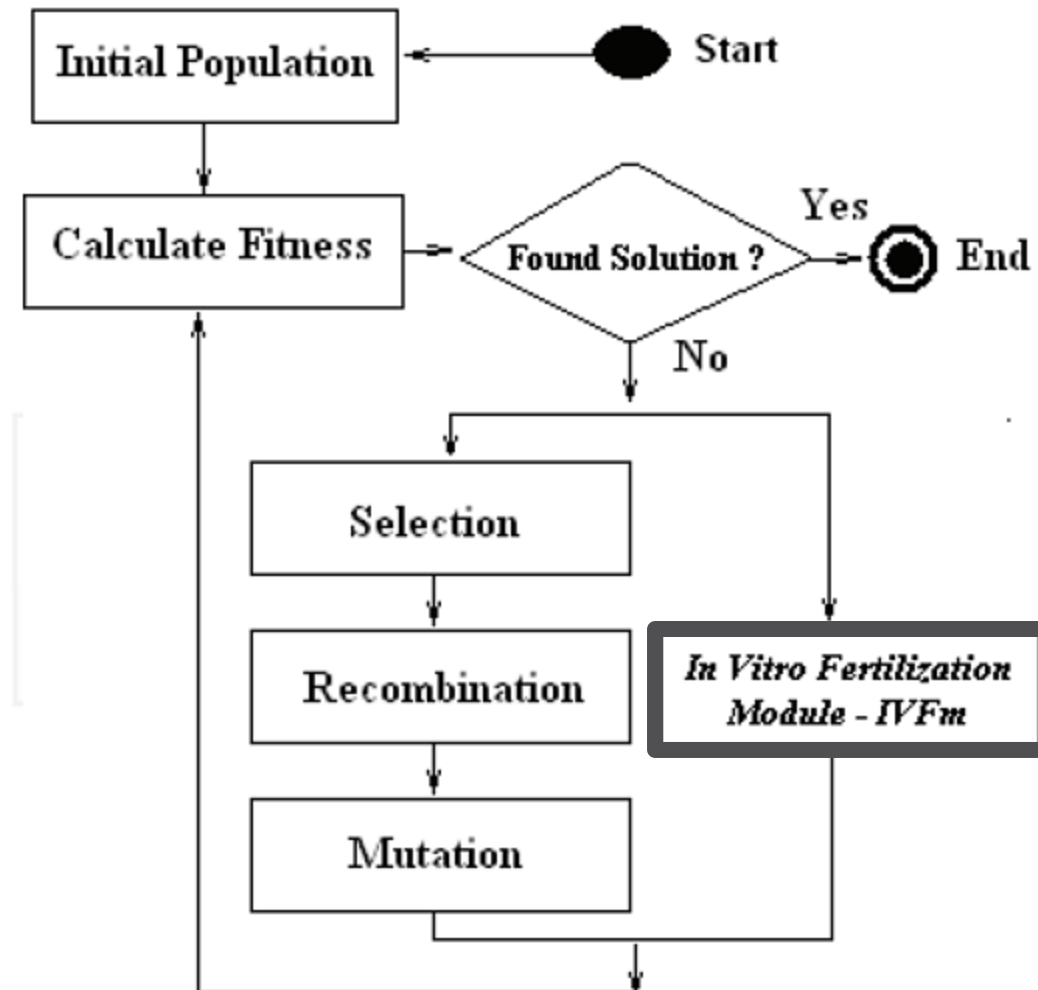 Initial Population
Start
Calculate Fitness
Found Solution ?
Yes
End
No
Selection
Recombination
In Vitro Fertilization
Module - IVFm
Mutation